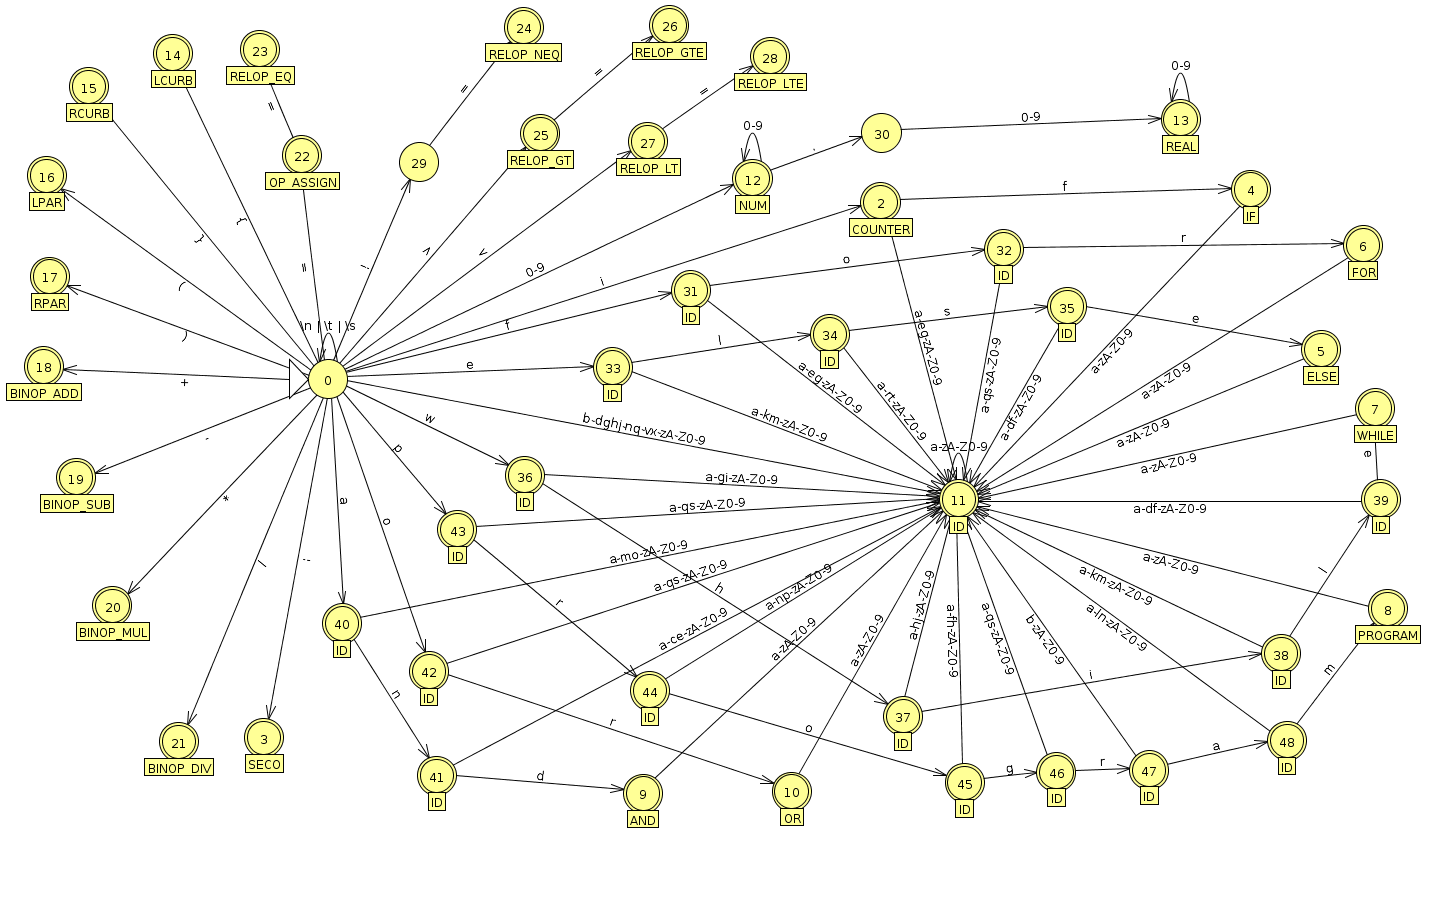 24
RELOP_NEQ
26
RELOP_GTE
23
RELOP_EQ
14
LCURB
28
RELOP_LTE
15
RCURB
0-9
13
REAL
0-9
30
.
0-9
12
NUM
=
=
=
=
25
RELOP_GT
27
RELOP_LT
22
OP_ASSIGN
29
16
LPAR
2
COUNTER
f
4
IF
{
}
=
!
>
<
0-9
i
31
ID
o
32
ID
r
6
FOR
17
RPAR
(
)
\n | \t | \s
f
34
ID
s
35
ID
e
5
ELSE
18
BINOP_ADD
+
0
e
33
ID
l
a-eg-zA-Z0-9
a-eg-zA-Z0-9
a-rt-zA-Z0-9
a-qs-zA-Z0-9
a-df-zA-Z0-9
a-zA-Z0-9
a-zA-Z0-9
a-zA-Z0-9
a-zA-Z0-9
7
WHILE
e
w
b-dghj-nq-vx-zA-Z0-9
a-km-zA-Z0-9
a-zA-Z0-9
19
BINOP_SUB
-
p
36
ID
a-gi-zA-Z0-9
11
ID
a-df-zA-Z0-9
39
ID
*
a
o
43
ID
a-qs-zA-Z0-9
/
;
a-mo-zA-Z0-9
a-qs-zA-Z0-9
h
a-np-zA-Z0-9
a-zA-Z0-9
l
20
BINOP_MUL
40
ID
r
a-ce-zA-Z0-9
a-zA-Z0-9
a-zA-Z0-9
a-hj-zA-Z0-9
a-fh-zA-Z0-9
a-qs-zA-Z0-9
b-zA-Z0-9
a-ln-zA-Z0-9
a-km-zA-Z0-9
8
PROGRAM
n
42
ID
44
ID
i
38
ID
m
21
BINOP_DIV
3
SECO
r
o
37
ID
41
ID
d
9
AND
10
OR
45
ID
g
46
ID
r
47
ID
a
48
ID